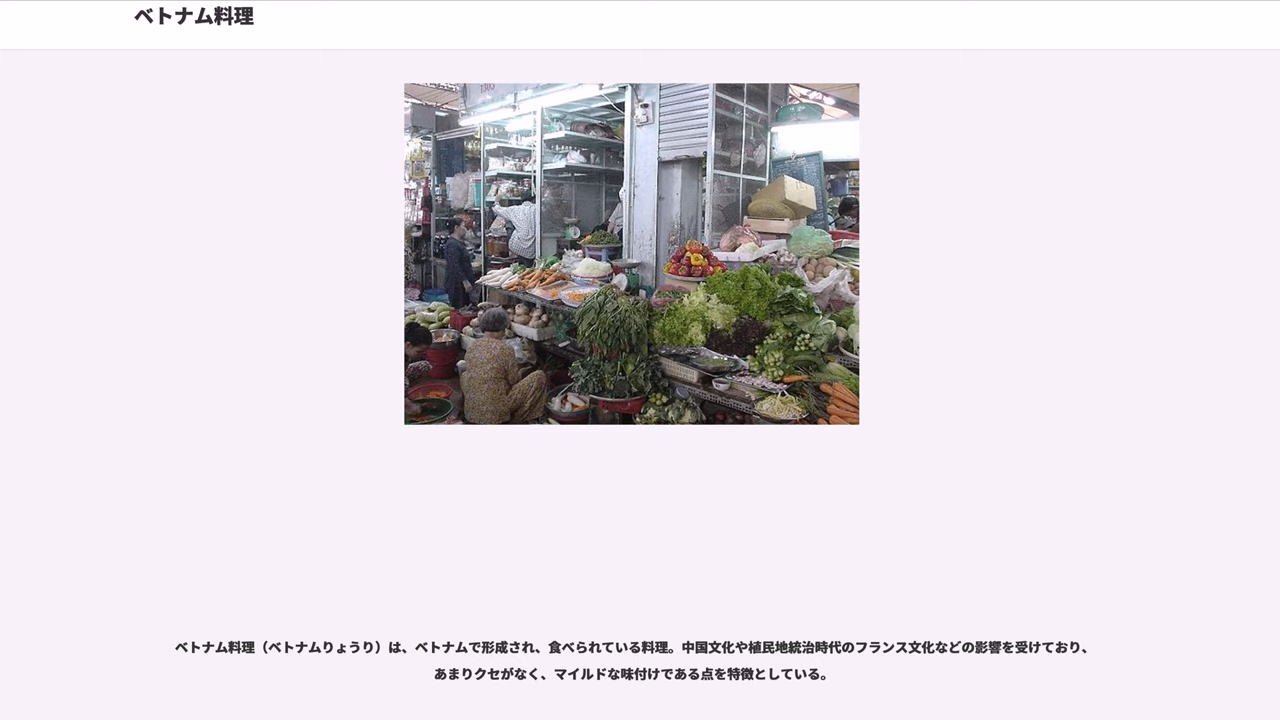 ベトナム料理
ベトナム料理（ベトナムりょうり）は、ベトナムで形成され、食べられている料理。中国文化や植民地統治時代のフランス文化などの影響を受けており、
あまりクセがなく、マイルドな味付けである点を特徴としている。